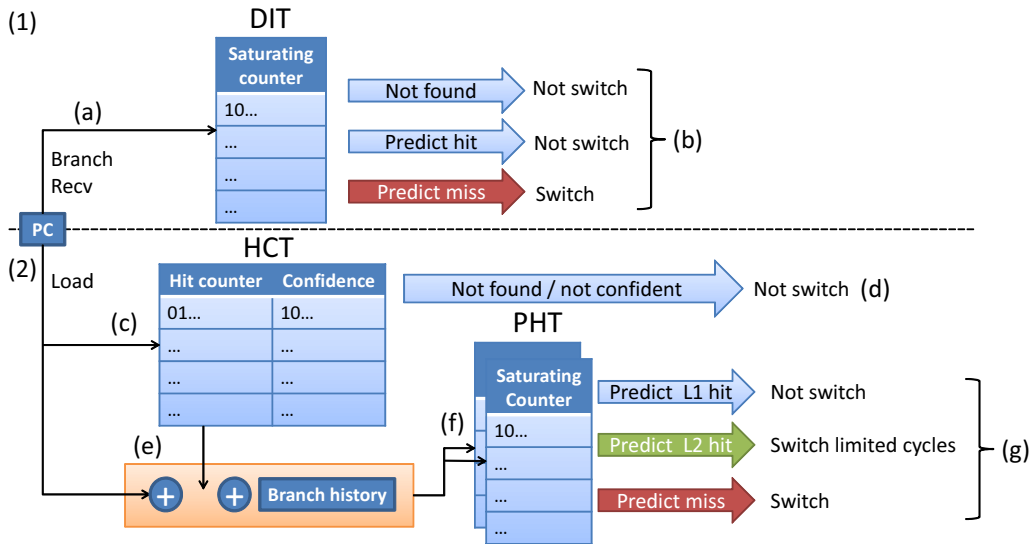 (1)
DIT
Saturating
counter
10...
...
...
...
(a)
Branch
Recv
Not found
Not switch
Predict hit
Not switch
Predict miss
Switch
(b)
PC
(2)
Load
HCT
Hit counter Confidence
01... 10...
... ...
... ...
... ...
(c)
Not found / not confident
Not switch (d)
PHT
Saturating
Counter
10...
...
...
...
(e)
+ + Branch history
(f)
Predict L1 hit
Not switch
Predict L2 hit
Switch limited cycles
Predict miss
Switch
(g)